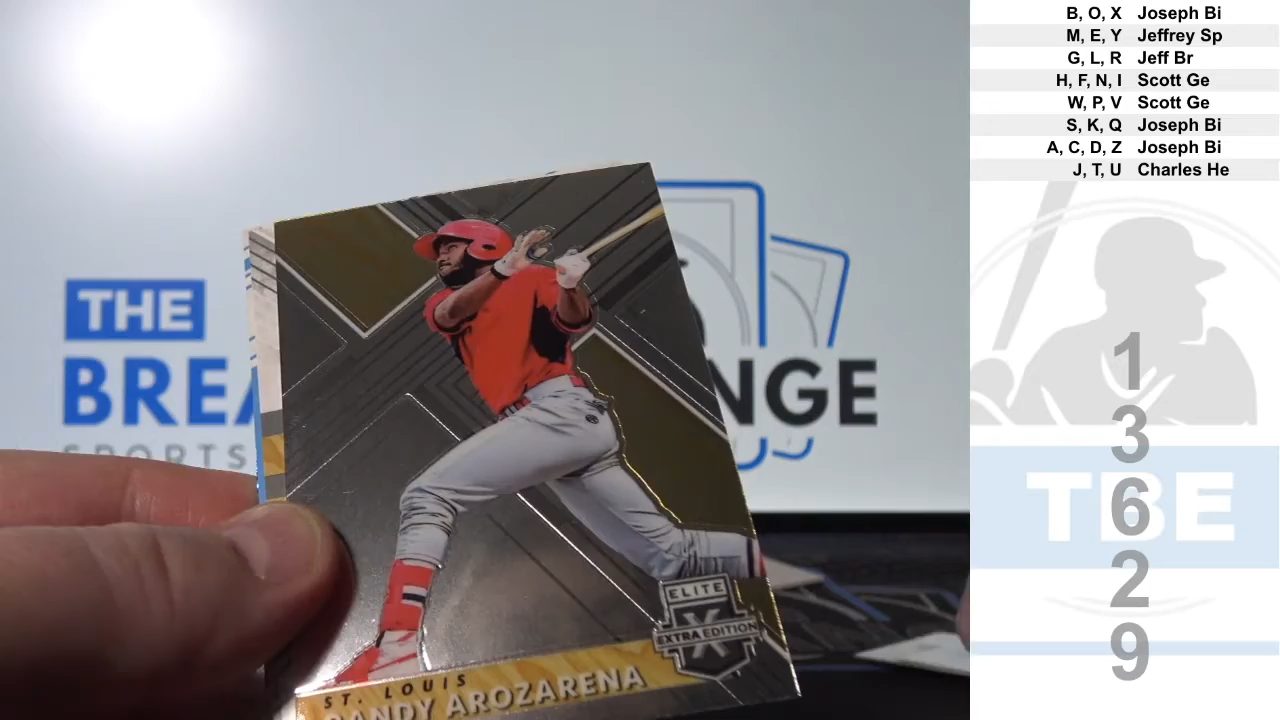 B, O, X Joseph Bi
M, E, Y Jeffrey Sp
G, L, R Jeff Br
H, F, N, I Scott Ge
W, P, V Scott Ge
S, K, Q Joseph Bi
A, C, D, Z Joseph Bi
J, T, U Charles He
THE
BREA
NGE
SPORTS
ELITE
X
EXTRA EDITION
ST. LOUIS
RANDY AROZARENA
1
3
6
2
9
TBE